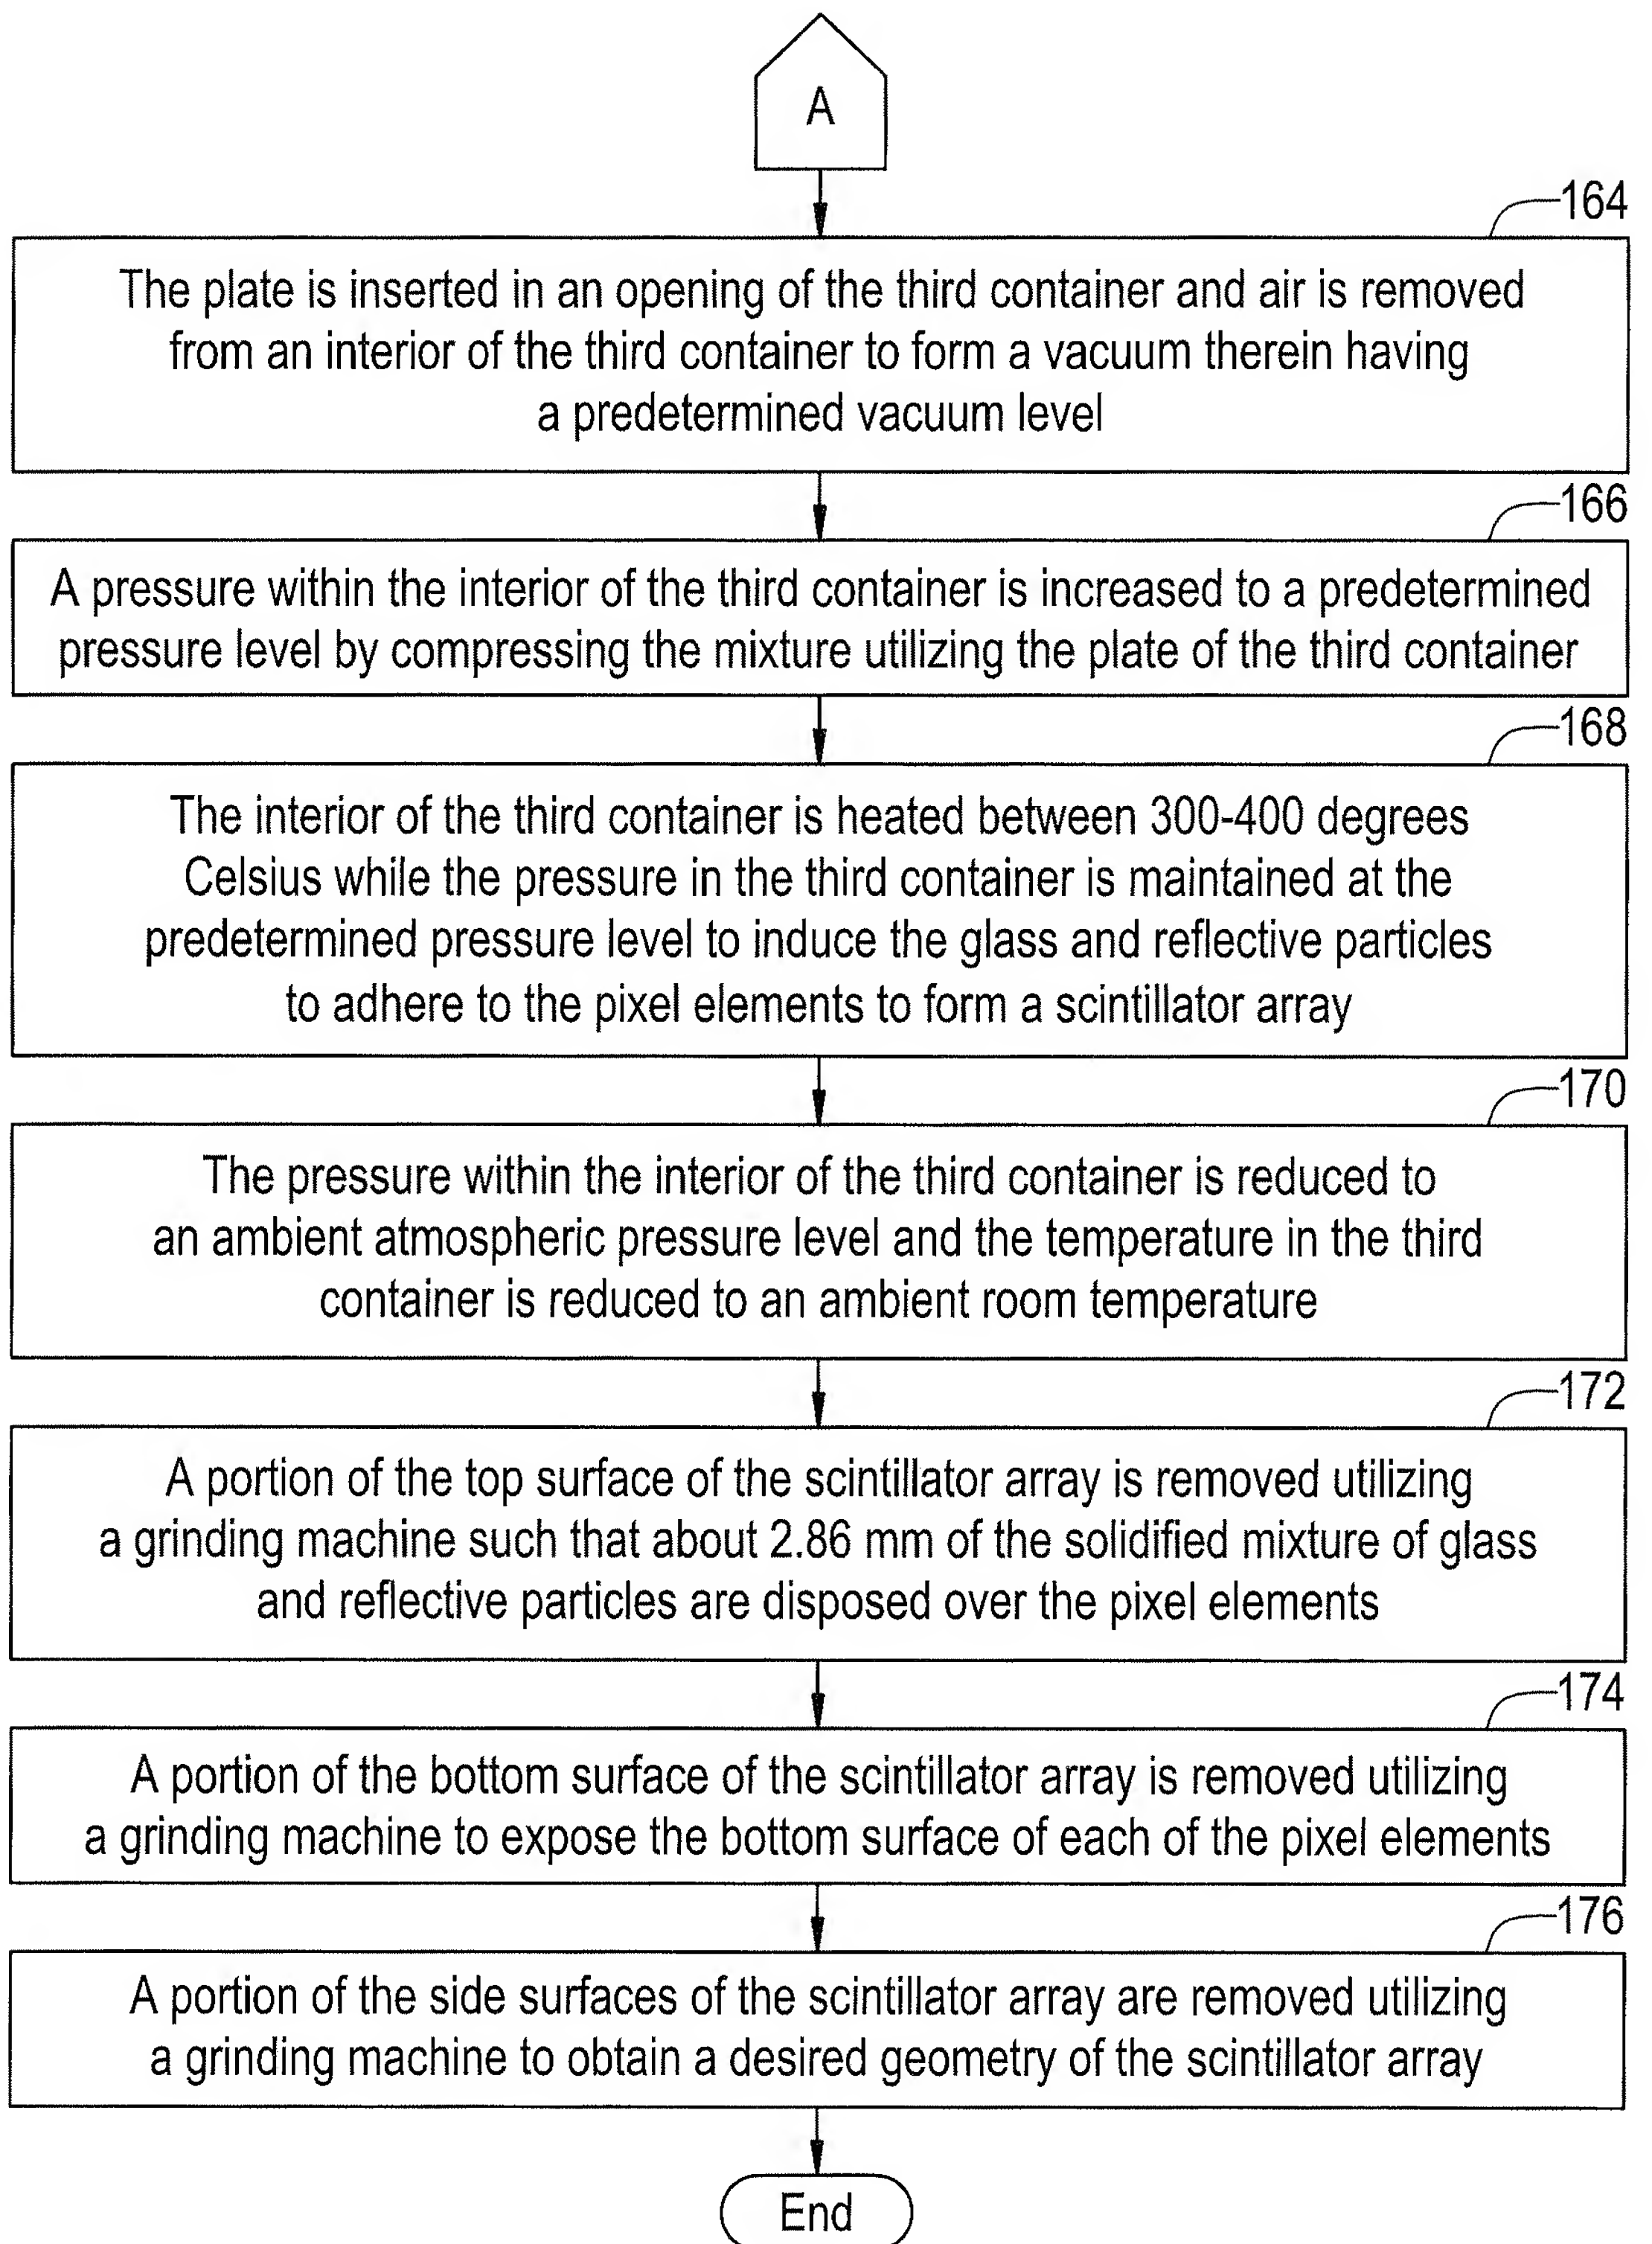 A
164
The plate is inserted in an opening of the third container and air is removed
from an interior of the third container to form a vacuum therein having
a predetermined vacuum level
166
A pressure within the interior of the third container is increased to a predetermined
pressure level by compressing the mixture utilizing the plate of the third container
168
The interior of the third container is heated between 300-400 degrees
Celsius while the pressure in the third container is maintained at the
predetermined pressure level to induce the glass and reflective particles
to adhere to the pixel elements to form a scintillator array
170
The pressure within the interior of the third container is reduced to
an ambient atmospheric pressure level and the temperature in the third
container is reduced to an ambient room temperature
172
A portion of the top surface of the scintillator array is removed utilizing
a grinding machine such that about 2.86 mm of the solidified mixture of glass
and reflective particles are disposed over the pixel elements
174
A portion of the bottom surface of the scintillator array is removed utilizing
a grinding machine to expose the bottom surface of each of the pixel elements
176
A portion of the side surfaces of the scintillator array are removed utilizing
a grinding machine to obtain a desired geometry of the scintillator array
End